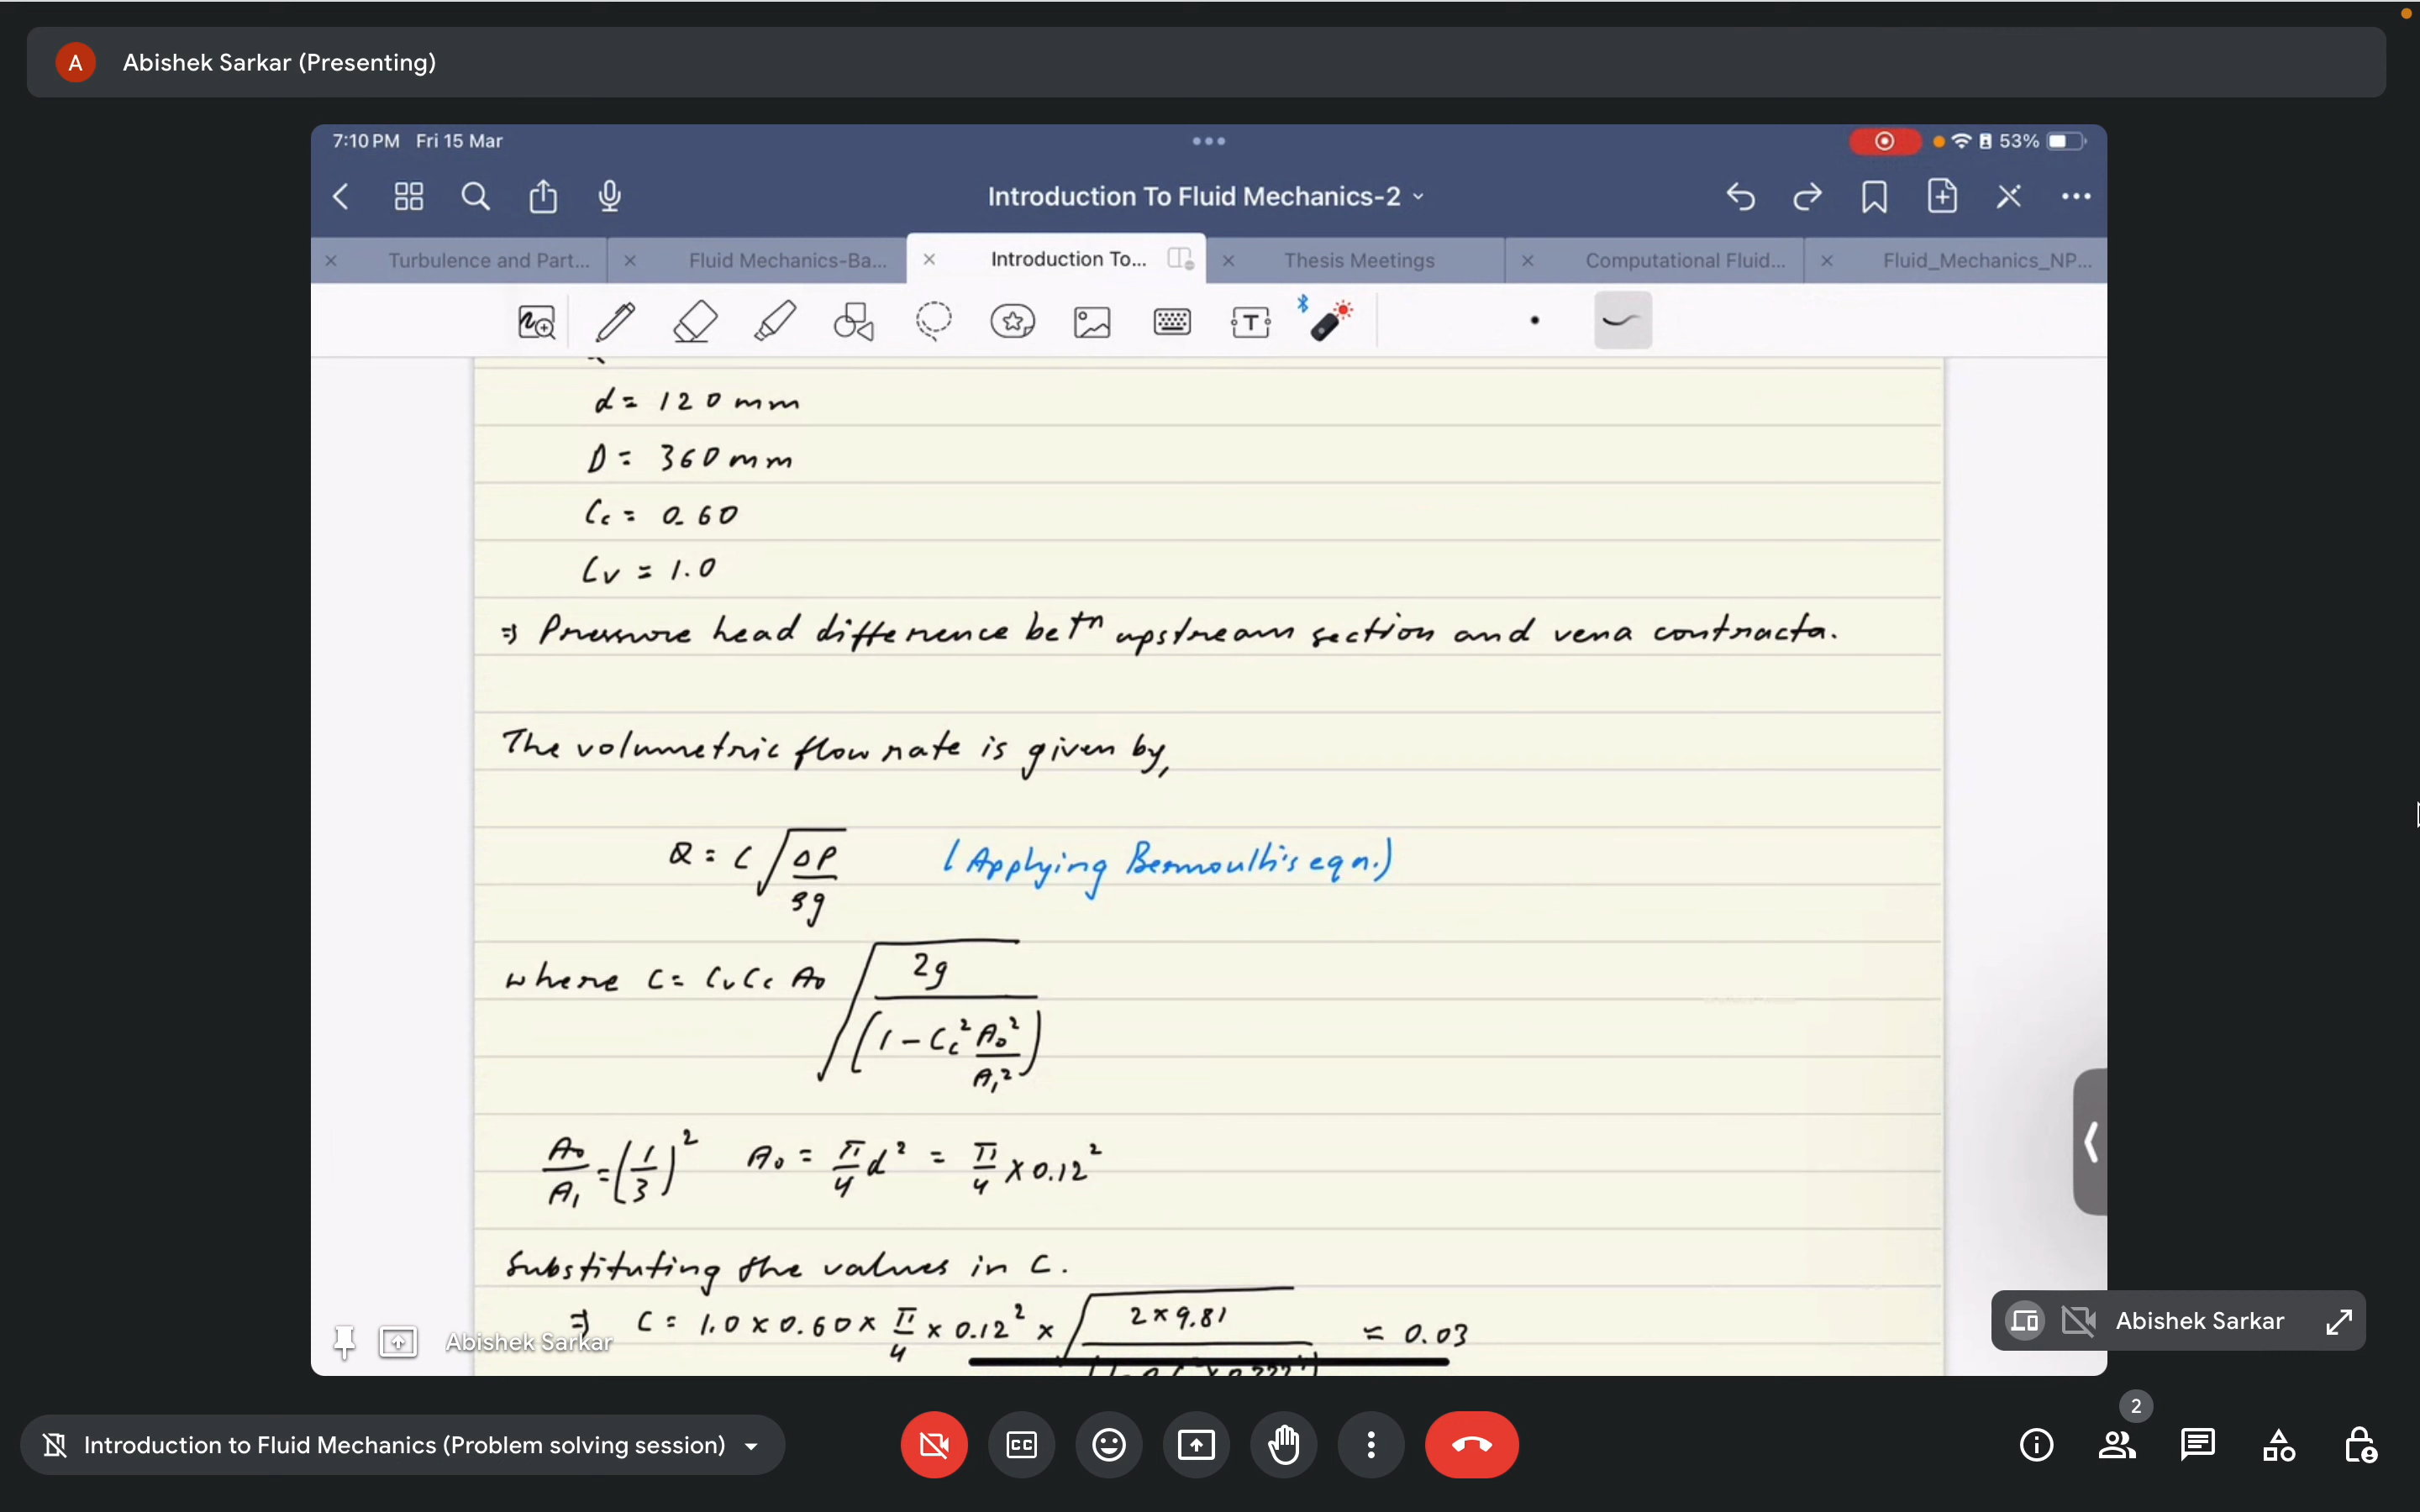 A Abishek Sarkar (Presenting)
7:10 PM Fri 15 Mar
53%
Introduction To Fluid Mechanics-2
Turbulence and Part...
Fluid Mechanics-Ba...
Introduction To...
Thesis Meetings
Computational Fluid...
Fluid_Mechanics_NP...
T
d = 120 mm
D = 360 mm
Cc = 0.60
Cv = 1.0
⇒ Pressure head difference betn upstream section and vena contracta.
The volumetric flow rate is given by,
Q = C √(ΔP/ρg) (Applying Bernoulli's eqn.)
where C = CvCc A₀ √(2g/(1 - Cc² A₀²/A₁²))
A₀/A₁ = (1/3)² A₀ = π/4 d² = π/4 × 0.12²
Substituting the values in C.
⇒ C = 1.0 × 0.60 × π/4 × 0.12² × √(2 × 9.81 = 0.03
Abishek Sarkar
Abishek Sarkar
2
Introduction to Fluid Mechanics (Problem solving session)
CC